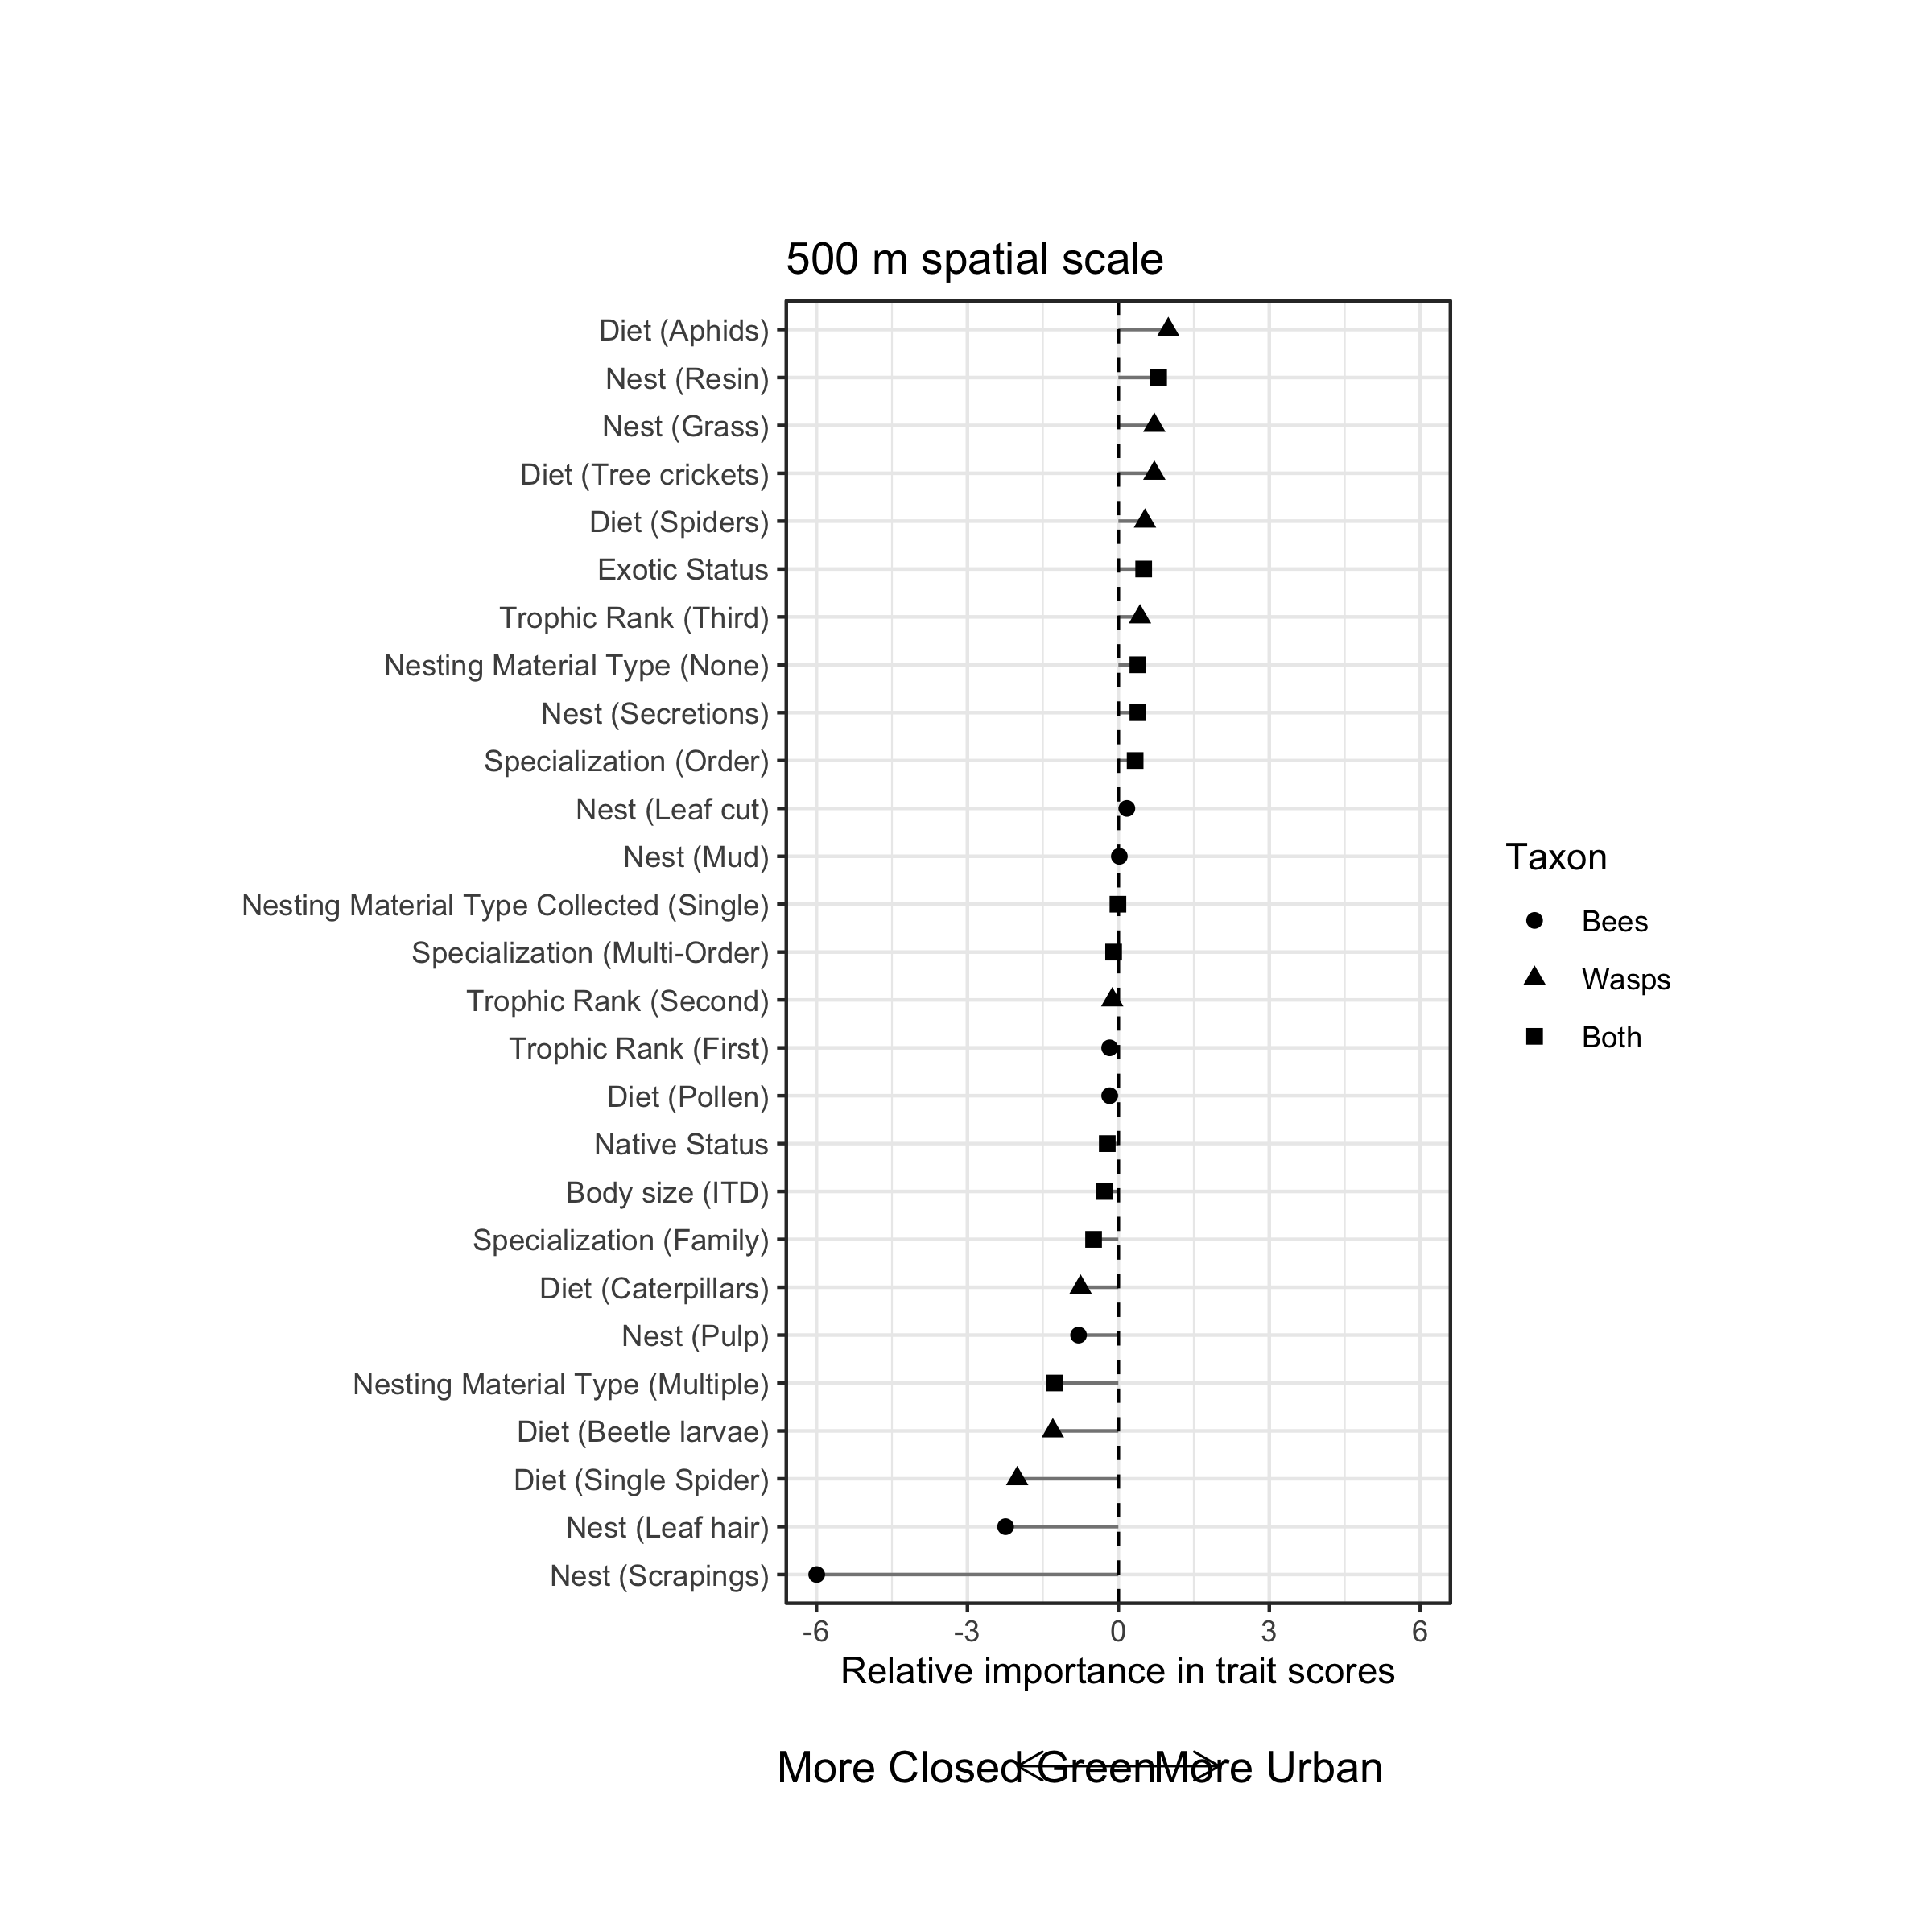 500 m spatial scale
Diet (Aphids)
Nest (Resin)
Nest (Grass)
Diet (Tree crickets)
Diet (Spiders)
Exotic Status
Trophic Rank (Third)
Nesting Material Type (None)
Nest (Secretions)
Specialization (Order)
Nest (Leaf cut)
Nest (Mud)
Nesting Material Type Collected (Single)
Specialization (Multi-Order)
Trophic Rank (Second)
Trophic Rank (First)
Diet (Pollen)
Native Status
Body size (ITD)
Specialization (Family)
Diet (Caterpillars)
Nest (Pulp)
Nesting Material Type (Multiple)
Diet (Beetle larvae)
Diet (Single Spider)
Nest (Leaf hair)
Nest (Scrapings)
-6 -3 0 3 6
Relative importance in trait scores
More Closed Green
More Urban
Taxon
Bees
Wasps
Both